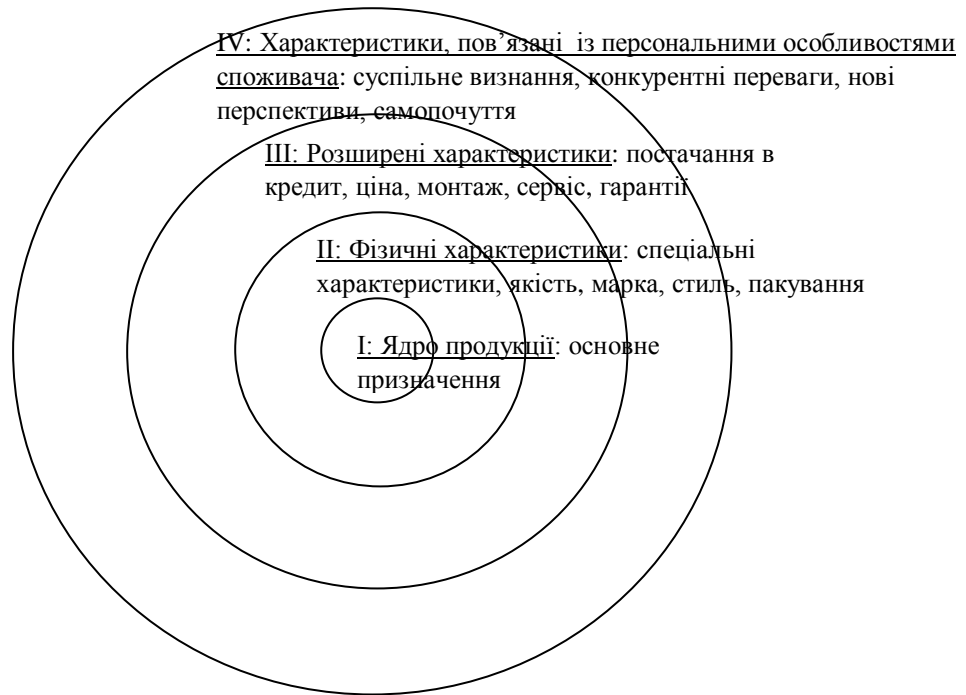 IV: Характеристики, пов’язані із персональними особливостями
споживача: суспільне визнання, конкурентні переваги, нові
перспективи, самопочуття
III: Розширені характеристики: постачання в
кредит, ціна, монтаж, сервіс, гарантії
II: Фізичні характеристики: спеціальні
характеристики, якість, марка, стиль, пакування
I: Ядро продукції: основне
призначення